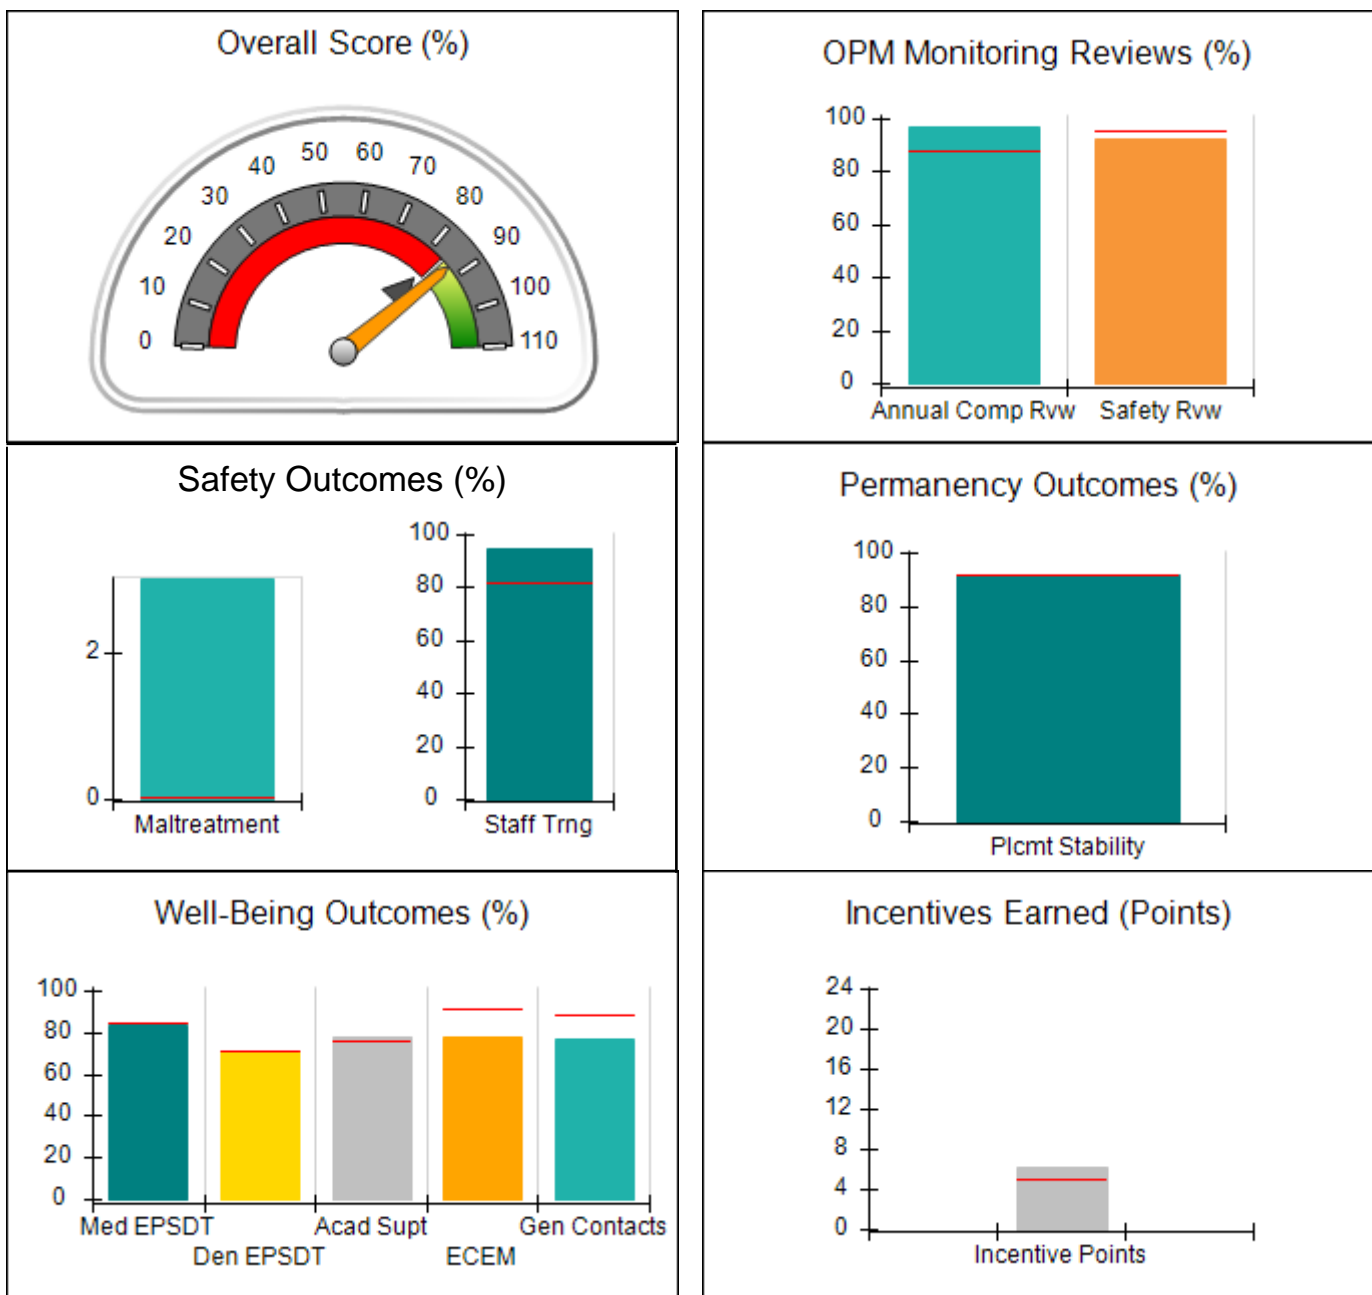 Overall Score (%)
0
10
20
30
40
50
60
70
80
90
100
110
OPM Monitoring Reviews (%)
100
80
60
40
20
0
Annual Comp Rvw
Safety Rvw
Safety Outcomes (%)
2
0
Maltreatment
100
80
60
40
20
0
Staff Trng
Permanency Outcomes (%)
100
80
60
40
20
0
Plcmt Stability
Well-Being Outcomes (%)
100
80
60
40
20
0
Med EPSDT
Den EPSDT
Acad Supt
ECEM
Gen Contacts
Incentives Earned (Points)
24
20
16
12
8
4
0
Incentive Points